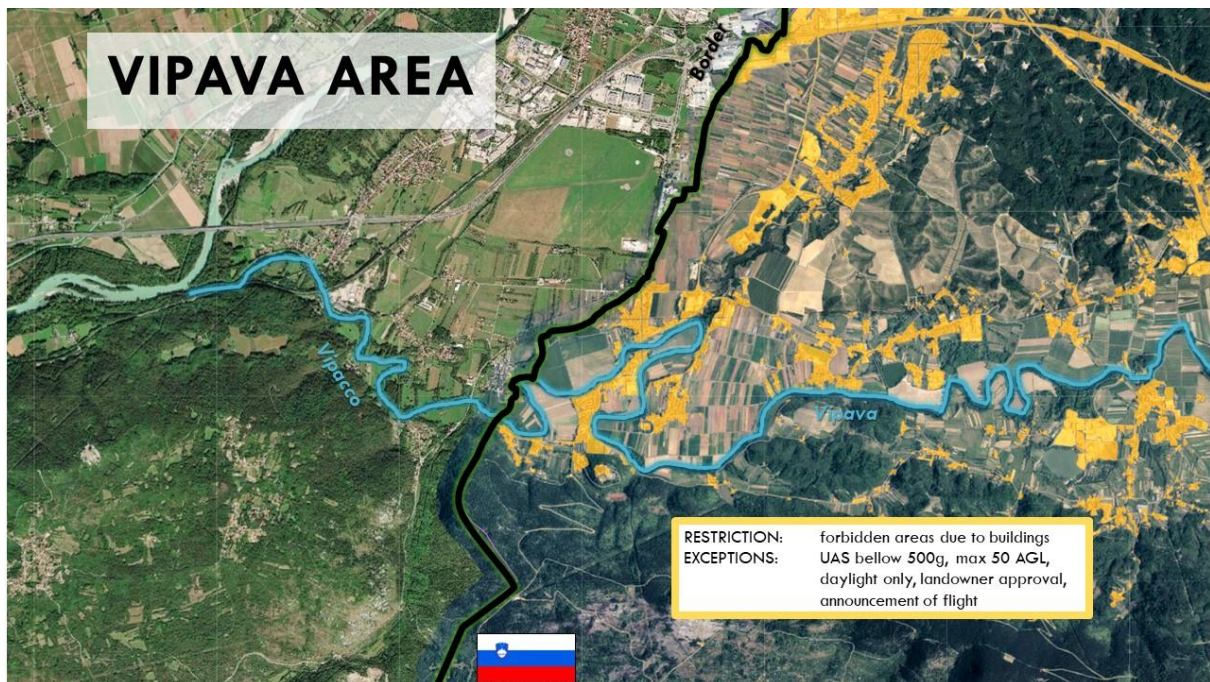 VIPAVA AREA
Border
Vipacco
Vipava
RESTRICTION: forbidden areas due to buildings
EXCEPTIONS: UAS bellow 500g, max 50 AGL,
daylight only, landowner approval,
announcement of flight